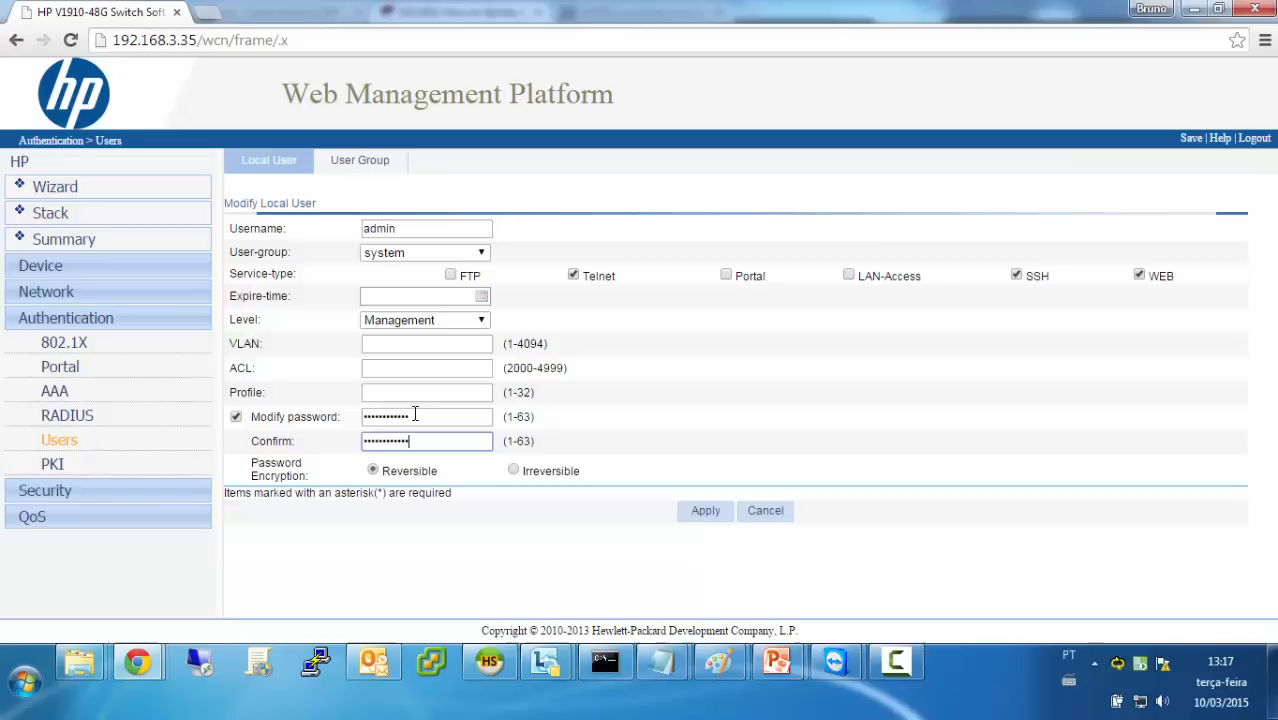 HP V1910-48G Switch Soft
Bruno
192.168.3.35/wcn/frame/.x
hp
Web Management Platform
Authentication > Users
Save | Help | Logout
HP
Wizard
Stack
Summary
Device
Network
Authentication
802.1X
Portal
AAA
RADIUS
Users
PKI
Security
QoS
Local User
User Group
Modify Local User
Username: admin
User-group: system
Service-type: FTP Telnet Portal LAN-Access SSH WEB
Expire-time:
Level: Management
VLAN: (1-4094)
ACL: (2000-4999)
Profile: (1-32)
Modify password: •••••••••••• (1-63)
Confirm: •••••••••••• (1-63)
Password
Encryption: Reversible Irreversible
Items marked with an asterisk(*) are required
Apply Cancel
Copyright © 2010-2013 Hewlett-Packard Development Company, L.P.
HS
C:\
PT
13:17
terça-feira
10/03/2015